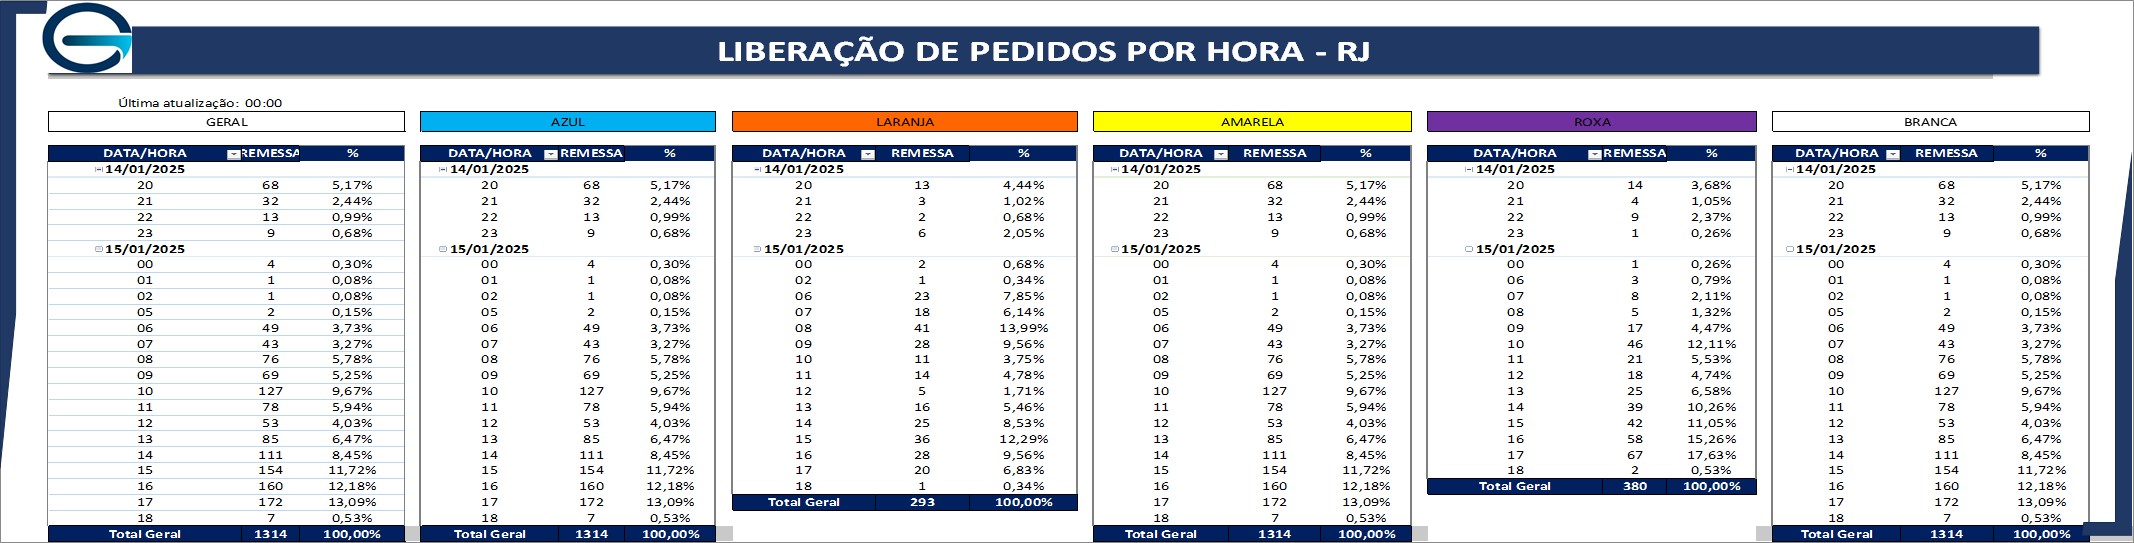 LIBERAÇÃO DE PEDIDOS POR HORA - RJ
Última atualização: 00:00
GERAL AZUL LARANJA AMARELA ROXA BRANCA
DATA/HORA REMESSA % DATA/HORA REMESSA % DATA/HORA REMESSA % DATA/HORA REMESSA % DATA/HORA REMESSA % DATA/HORA REMESSA %
14/01/2025 14/01/2025 14/01/2025 14/01/2025 14/01/2025 14/01/2025
20 68 5,17% 20 68 5,17% 20 13 4,44% 20 68 5,17% 20 14 3,68% 20 68 5,17%
21 32 2,44% 21 32 2,44% 21 3 1,02% 21 32 2,44% 21 4 1,05% 21 32 2,44%
22 13 0,99% 22 13 0,99% 22 2 0,68% 22 13 0,99% 22 9 2,37% 22 13 0,99%
23 9 0,68% 23 9 0,68% 23 6 2,05% 23 9 0,68% 23 1 0,26% 23 9 0,68%
15/01/2025 15/01/2025 15/01/2025 15/01/2025 15/01/2025 15/01/2025
00 4 0,30% 00 4 0,30% 00 2 0,68% 00 4 0,30% 00 1 0,26% 00 4 0,30%
01 1 0,08% 01 1 0,08% 02 1 0,34% 01 1 0,08% 06 3 0,79% 01 1 0,08%
02 1 0,08% 02 1 0,08% 06 23 7,85% 02 1 0,08% 07 8 2,11% 02 1 0,08%
05 2 0,15% 05 2 0,15% 07 18 6,14% 05 2 0,15% 08 5 1,32% 05 2 0,15%
06 49 3,73% 06 49 3,73% 08 41 13,99% 06 49 3,73% 09 17 4,47% 06 49 3,73%
07 43 3,27% 07 43 3,27% 09 28 9,56% 07 43 3,27% 10 46 12,11% 07 43 3,27%
08 76 5,78% 08 76 5,78% 10 11 3,75% 08 76 5,78% 11 21 5,53% 08 76 5,78%
09 69 5,25% 09 69 5,25% 11 14 4,78% 09 69 5,25% 12 18 4,74% 09 69 5,25%
10 127 9,67% 10 127 9,67% 12 5 1,71% 10 127 9,67% 13 25 6,58% 10 127 9,67%
11 78 5,94% 11 78 5,94% 13 16 5,46% 11 78 5,94% 14 39 10,26% 11 78 5,94%
12 53 4,03% 12 53 4,03% 14 25 8,53% 12 53 4,03% 15 42 11,05% 12 53 4,03%
13 85 6,47% 13 85 6,47% 15 36 12,29% 13 85 6,47% 16 58 15,26% 13 85 6,47%
14 111 8,45% 14 111 8,45% 16 28 9,56% 14 111 8,45% 17 67 17,63% 14 111 8,45%
15 154 11,72% 15 154 11,72% 17 20 6,83% 15 154 11,72% 18 2 0,53% 15 154 11,72%
16 160 12,18% 16 160 12,18% 18 1 0,34% 16 160 12,18% Total Geral 380 100,00% 16 160 12,18%
17 172 13,09% 17 172 13,09% Total Geral 293 100,00% 17 172 13,09% 17 172 13,09%
18 7 0,53% 18 7 0,53% 18 7 0,53% 18 7 0,53%
Total Geral 1314 100,00% Total Geral 1314 100,00% Total Geral 1314 100,00% Total Geral 1314 100,00%